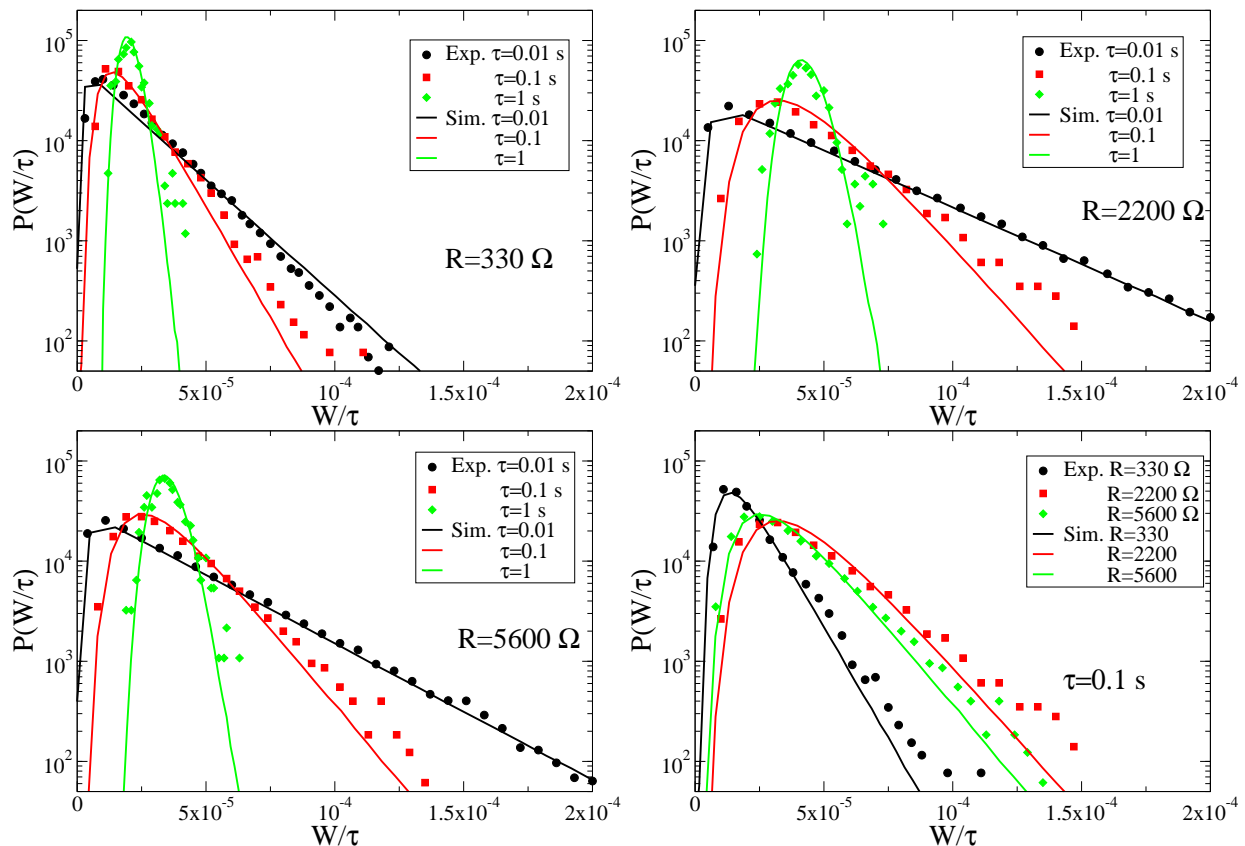 10^5
10^4
10^3
10^2
P(W/τ)
Exp. τ=0.01 s
τ=0.1 s
τ=1 s
Sim. τ=0.01
τ=0.1
τ=1
R=330 Ω
0
5x10^-5
10^-4
1.5x10^-4
2x10^-4
W/τ
10^5
10^4
10^3
10^2
P(W/τ)
Exp. τ=0.01 s
τ=0.1 s
τ=1 s
Sim. τ=0.01
τ=0.1
τ=1
R=2200 Ω
0
5x10^-5
10^-4
1.5x10^-4
2x10^-4
W/τ
10^5
10^4
10^3
10^2
P(W/τ)
Exp. τ=0.01 s
τ=0.1 s
τ=1 s
Sim. τ=0.01
τ=0.1
τ=1
R=5600 Ω
0
5x10^-5
10^-4
1.5x10^-4
2x10^-4
W/τ
10^5
10^4
10^3
10^2
P(W/τ)
Exp. R=330 Ω
R=2200 Ω
R=5600 Ω
Sim. R=330
R=2200
R=5600
τ=0.1 s
0
5x10^-5
10^-4
1.5x10^-4
2x10^-4
W/τ